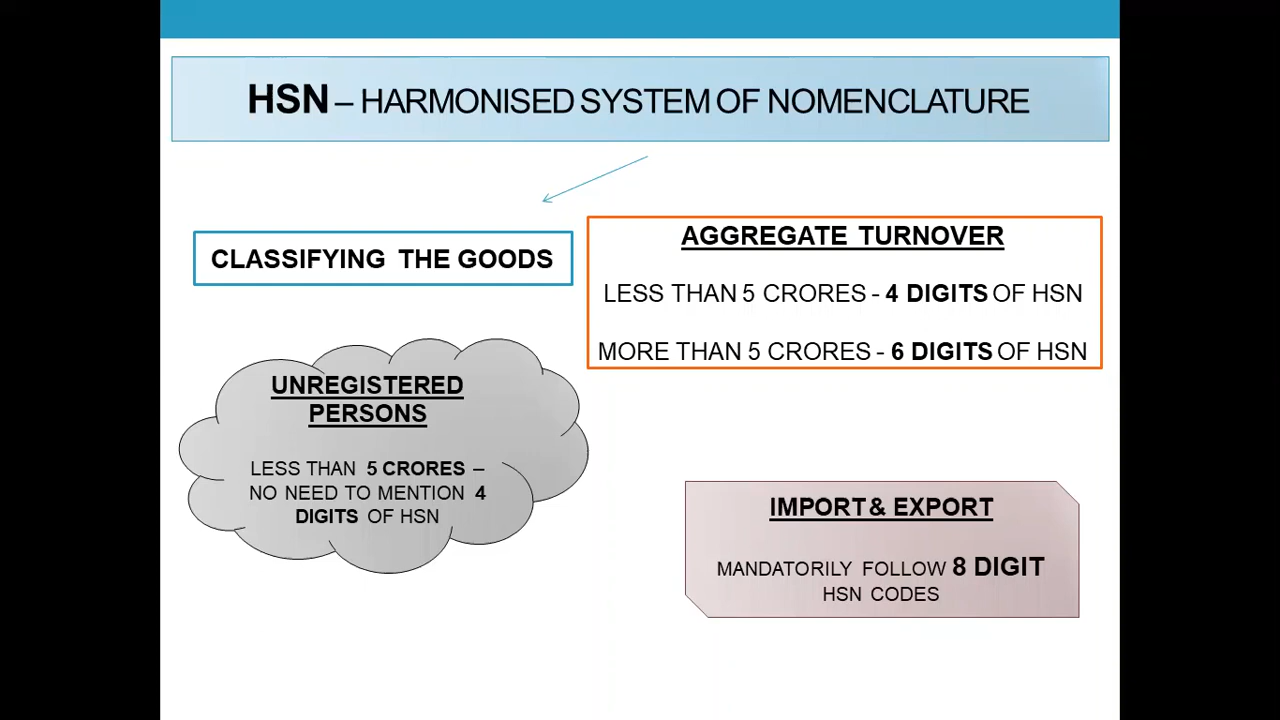 HSN – HARMONISED SYSTEM OF NOMENCLATURE
CLASSIFYING THE GOODS
AGGREGATE TURNOVER
LESS THAN 5 CRORES - 4 DIGITS OF HSN
MORE THAN 5 CRORES - 6 DIGITS OF HSN
UNREGISTERED
PERSONS
LESS THAN 5 CRORES –
NO NEED TO MENTION 4
DIGITS OF HSN
IMPORT & EXPORT
MANDATORILY FOLLOW 8 DIGIT
HSN CODES